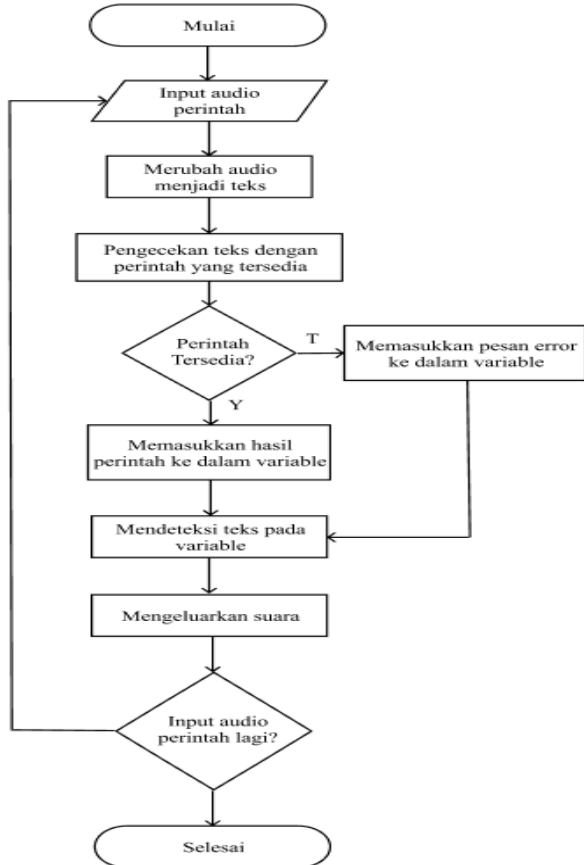 Mulai
Input audio
perintah
Merubah audio
menjadi teks
Pengecekan teks dengan
perintah yang tersedia
Perintah
Tersedia?
T
Memasukkan pesan error
ke dalam variable
Y
Memasukkan hasil
perintah ke dalam variable
Mendeteksi teks pada
variable
Mengeluarkan suara
Input audio
perintah lagi?
Selesai